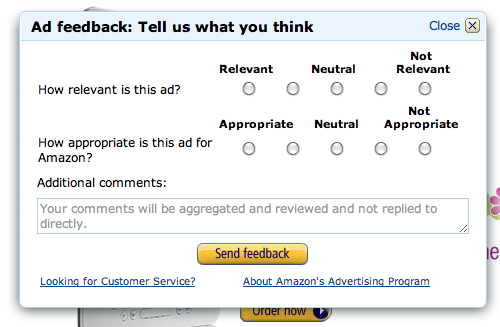 Ad feedback: Tell us what you think
Close
Relevant Neutral Not Relevant
How relevant is this ad?
Appropriate Neutral Not Appropriate
How appropriate is this ad for
Amazon?
Additional comments:
Your comments will be aggregated and reviewed and not replied to
directly.
Send feedback
Looking for Customer Service? About Amazon's Advertising Program
Order now